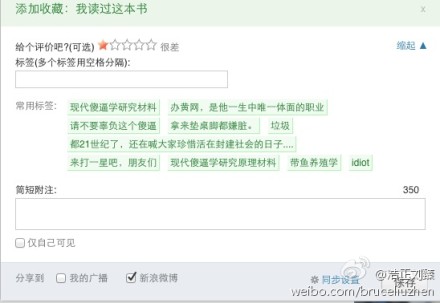 添加收藏：我读过这本书
x
给个评价吧?(可选) 很差
缩起
标签(多个标签用空格分隔):
常用标签:
现代傻逼学研究材料 办黄网，是他一生中唯一体面的职业
请不要辜负这个傻逼 拿来垫桌脚都嫌脏。 垃圾
都21世纪了，还在喊大家珍惜活在封建社会的日子....
来打一星吧，朋友们 现代傻逼学研究原材料 带鱼养殖学 idiot
简短附注:
350
仅自己可见
分享到 我的广播 新浪微博
同步设置
保存
@浩正刘臻
weibo.com/bruceliuzhen